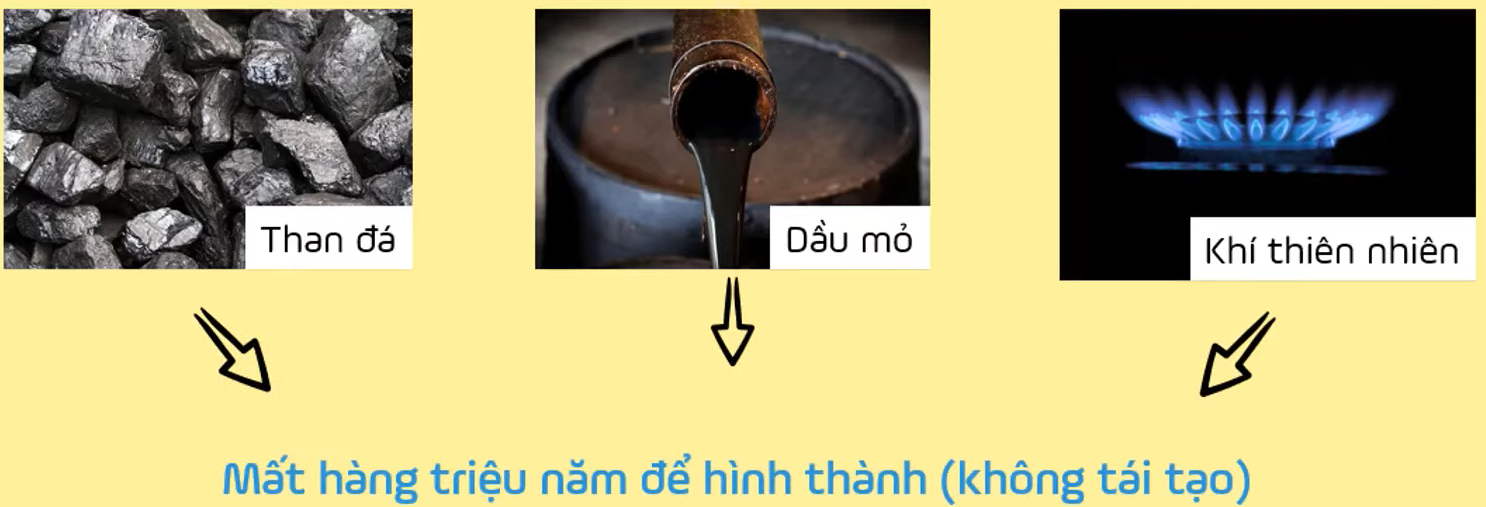 Than đá
Dầu mỏ
Khí thiên nhiên
Mất hàng triệu năm để hình thành (không tái tạo)